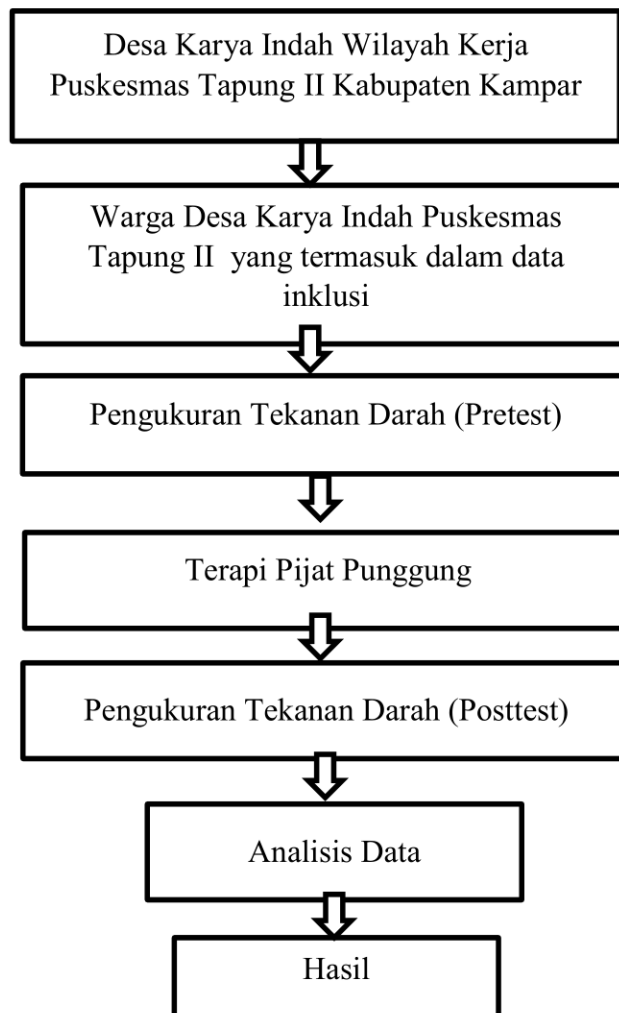 Desa Karya Indah Wilayah Kerja
Puskesmas Tapung II Kabupaten Kampar
Warga Desa Karya Indah Puskesmas
Tapung II yang termasuk dalam data
inklusi
Pengukuran Tekanan Darah (Pretest)
Terapi Pijat Punggung
Pengukuran Tekanan Darah (Posttest)
Analisis Data
Hasil